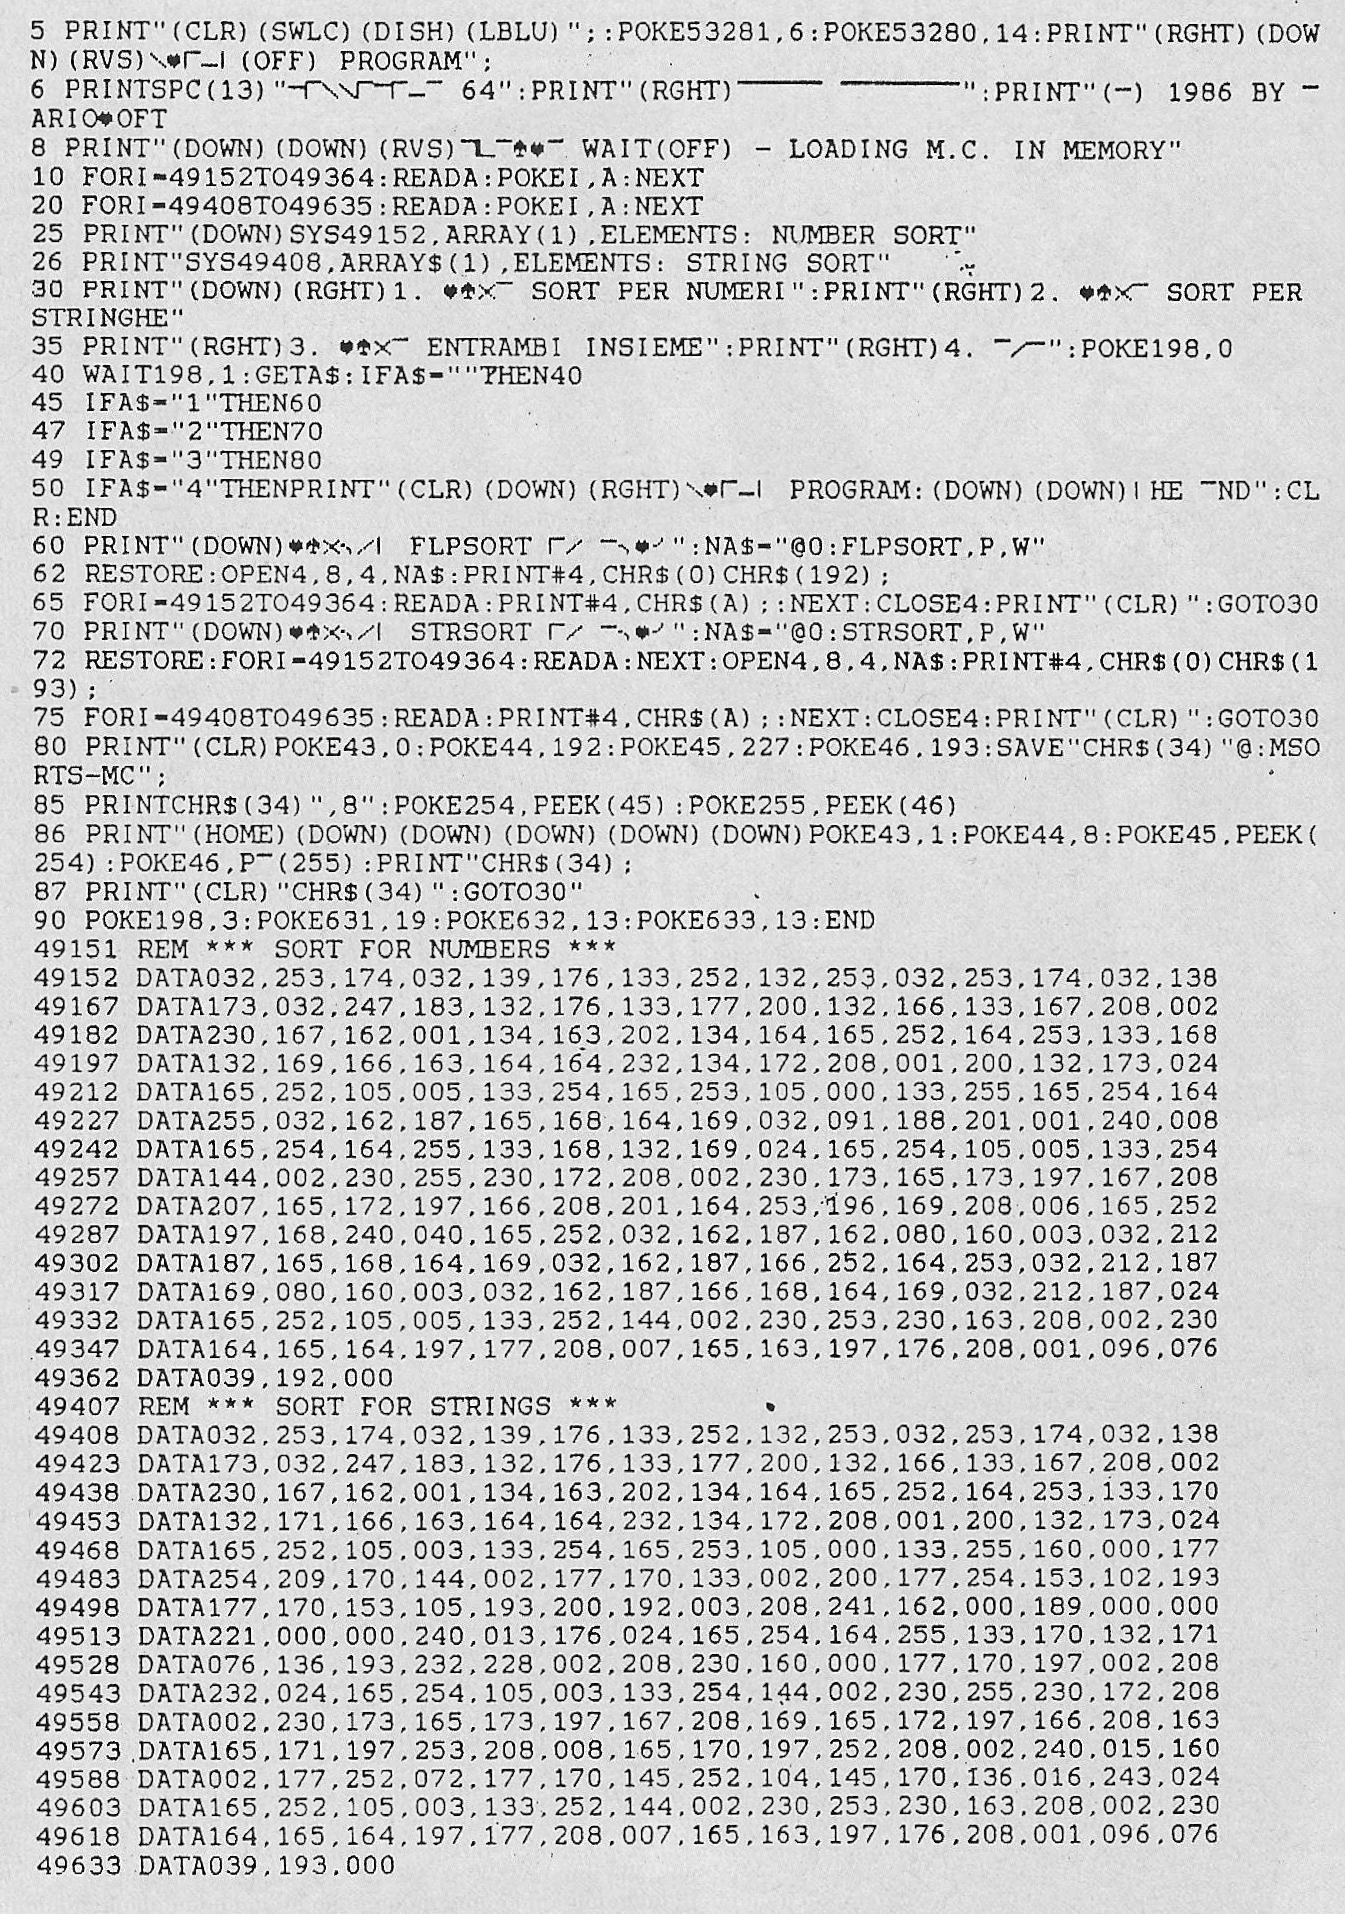 5 PRINT"(CLR)(SWLC)(DISH)(LBLU)";:POKE53281,6:POKE53280,14:PRINT"(RGHT)(DOW
N)(RVS)\♥┌_| (OFF) PROGRAM";
6 PRINTSPC(13)" 64":PRINT"(RGHT)──── ──────":PRINT"(-) 1986 BY ‾
ARIO♥OFT
8 PRINT"(DOWN)(DOWN)(RVS)♠♥‾ WAIT(OFF) - LOADING M.C. IN MEMORY"
10 FORI=49152TO49364:READA:POKEI,A:NEXT
20 FORI=49408TO49635:READA:POKEI,A:NEXT
25 PRINT"(DOWN)SYS49152,ARRAY(1),ELEMENTS: NUMBER SORT"
26 PRINT"SYS49408,ARRAY$(1),ELEMENTS: STRING SORT"
30 PRINT"(DOWN)(RGHT)1. ♥♠╳‾ SORT PER NUMERI":PRINT"(RGHT)2. ♥♠╳‾ SORT PER
STRINGHE"
35 PRINT"(RGHT)3. ♥♠╳‾ ENTRAMBI INSIEME":PRINT"(RGHT)4. ‾╱‾":POKE198,0
40 WAIT198,1:GETA$:IFA$=""THEN40
45 IFA$="1"THEN60
47 IFA$="2"THEN70
49 IFA$="3"THEN80
50 IFA$="4"THENPRINT"(CLR)(DOWN)(RGHT)\♥┌_| PROGRAM:(DOWN)(DOWN)|HE ‾ND":CL
R:END
60 PRINT"(DOWN)♥♠╳╮╱| FLPSORT ┌╱ ‾╮♥╯":NA$="@0:FLPSORT,P,W"
62 RESTORE:OPEN4,8,4,NA$:PRINT#4,CHR$(0)CHR$(192);
65 FORI=49152TO49364:READA:PRINT#4,CHR$(A);:NEXT:CLOSE4:PRINT"(CLR)":GOTO30
70 PRINT"(DOWN)♥♠╳╮╱| STRSORT ┌╱ ‾╮♥╯":NA$="@0:STRSORT,P,W"
72 RESTORE:FORI=49152TO49364:READA:NEXT:OPEN4,8,4,NA$:PRINT#4,CHR$(0)CHR$(1
93);
75 FORI=49408TO49635:READA:PRINT#4,CHR$(A);:NEXT:CLOSE4:PRINT"(CLR)":GOTO30
80 PRINT"(CLR)POKE43,0:POKE44,192:POKE45,227:POKE46,193:SAVE"CHR$(34)"@:MSO
RTS-MC";
85 PRINTCHR$(34)",8":POKE254,PEEK(45):POKE255,PEEK(46)
86 PRINT"(HOME)(DOWN)(DOWN)(DOWN)(DOWN)(DOWN)POKE43,1:POKE44,8:POKE45,PEEK(
254):POKE46,P‾(255):PRINT"CHR$(34);
87 PRINT"(CLR)"CHR$(34)":GOTO30"
90 POKE198,3:POKE631,19:POKE632,13:POKE633,13:END
49151 REM *** SORT FOR NUMBERS ***
49152 DATA032,253,174,032,139,176,133,252,132,253,032,253,174,032,138
49167 DATA173,032,247,183,132,176,133,177,200,132,166,133,167,208,002
49182 DATA230,167,162,001,134,163,202,134,164,165,252,164,253,133,168
49197 DATA132,169,166,163,164,164,232,134,172,208,001,200,132,173,024
49212 DATA165,252,105,005,133,254,165,253,105,000,133,255,165,254,164
49227 DATA255,032,162,187,165,168,164,169,032,091,188,201,001,240,008
49242 DATA165,254,164,255,133,168,132,169,024,165,254,105,005,133,254
49257 DATA144,002,230,255,230,172,208,002,230,173,165,173,197,167,208
49272 DATA207,165,172,197,166,208,201,164,253,196,169,208,006,165,252
49287 DATA197,168,240,040,165,252,032,162,187,162,080,160,003,032,212
49302 DATA187,165,168,164,169,032,162,187,166,252,164,253,032,212,187
49317 DATA169,080,160,003,032,162,187,166,168,164,169,032,212,187,024
49332 DATA165,252,105,005,133,252,144,002,230,253,230,163,208,002,230
49347 DATA164,165,164,197,177,208,007,165,163,197,176,208,001,096,076
49362 DATA039,192,000
49407 REM *** SORT FOR STRINGS ***
49408 DATA032,253,174,032,139,176,133,252,132,253,032,253,174,032,138
49423 DATA173,032,247,183,132,176,133,177,200,132,166,133,167,208,002
49438 DATA230,167,162,001,134,163,202,134,164,165,252,164,253,133,170
49453 DATA132,171,166,163,164,164,232,134,172,208,001,200,132,173,024
49468 DATA165,252,105,003,133,254,165,253,105,000,133,255,160,000,177
49483 DATA254,209,170,144,002,177,170,133,002,200,177,254,153,102,193
49498 DATA177,170,153,105,193,200,192,003,208,241,162,000,189,000,000
49513 DATA221,000,000,240,013,176,024,165,254,164,255,133,170,132,171
49528 DATA076,136,193,232,228,002,208,230,160,000,177,170,197,002,208
49543 DATA232,024,165,254,105,003,133,254,144,002,230,255,230,172,208
49558 DATA002,230,173,165,173,197,167,208,169,165,172,197,166,208,163
49573 DATA165,171,197,253,208,008,165,170,197,252,208,002,240,015,160
49588 DATA002,177,252,072,177,170,145,252,104,145,170,136,016,243,024
49603 DATA165,252,105,003,133,252,144,002,230,253,230,163,208,002,230
49618 DATA164,165,164,197,177,208,007,165,163,197,176,208,001,096,076
49633 DATA039,193,000